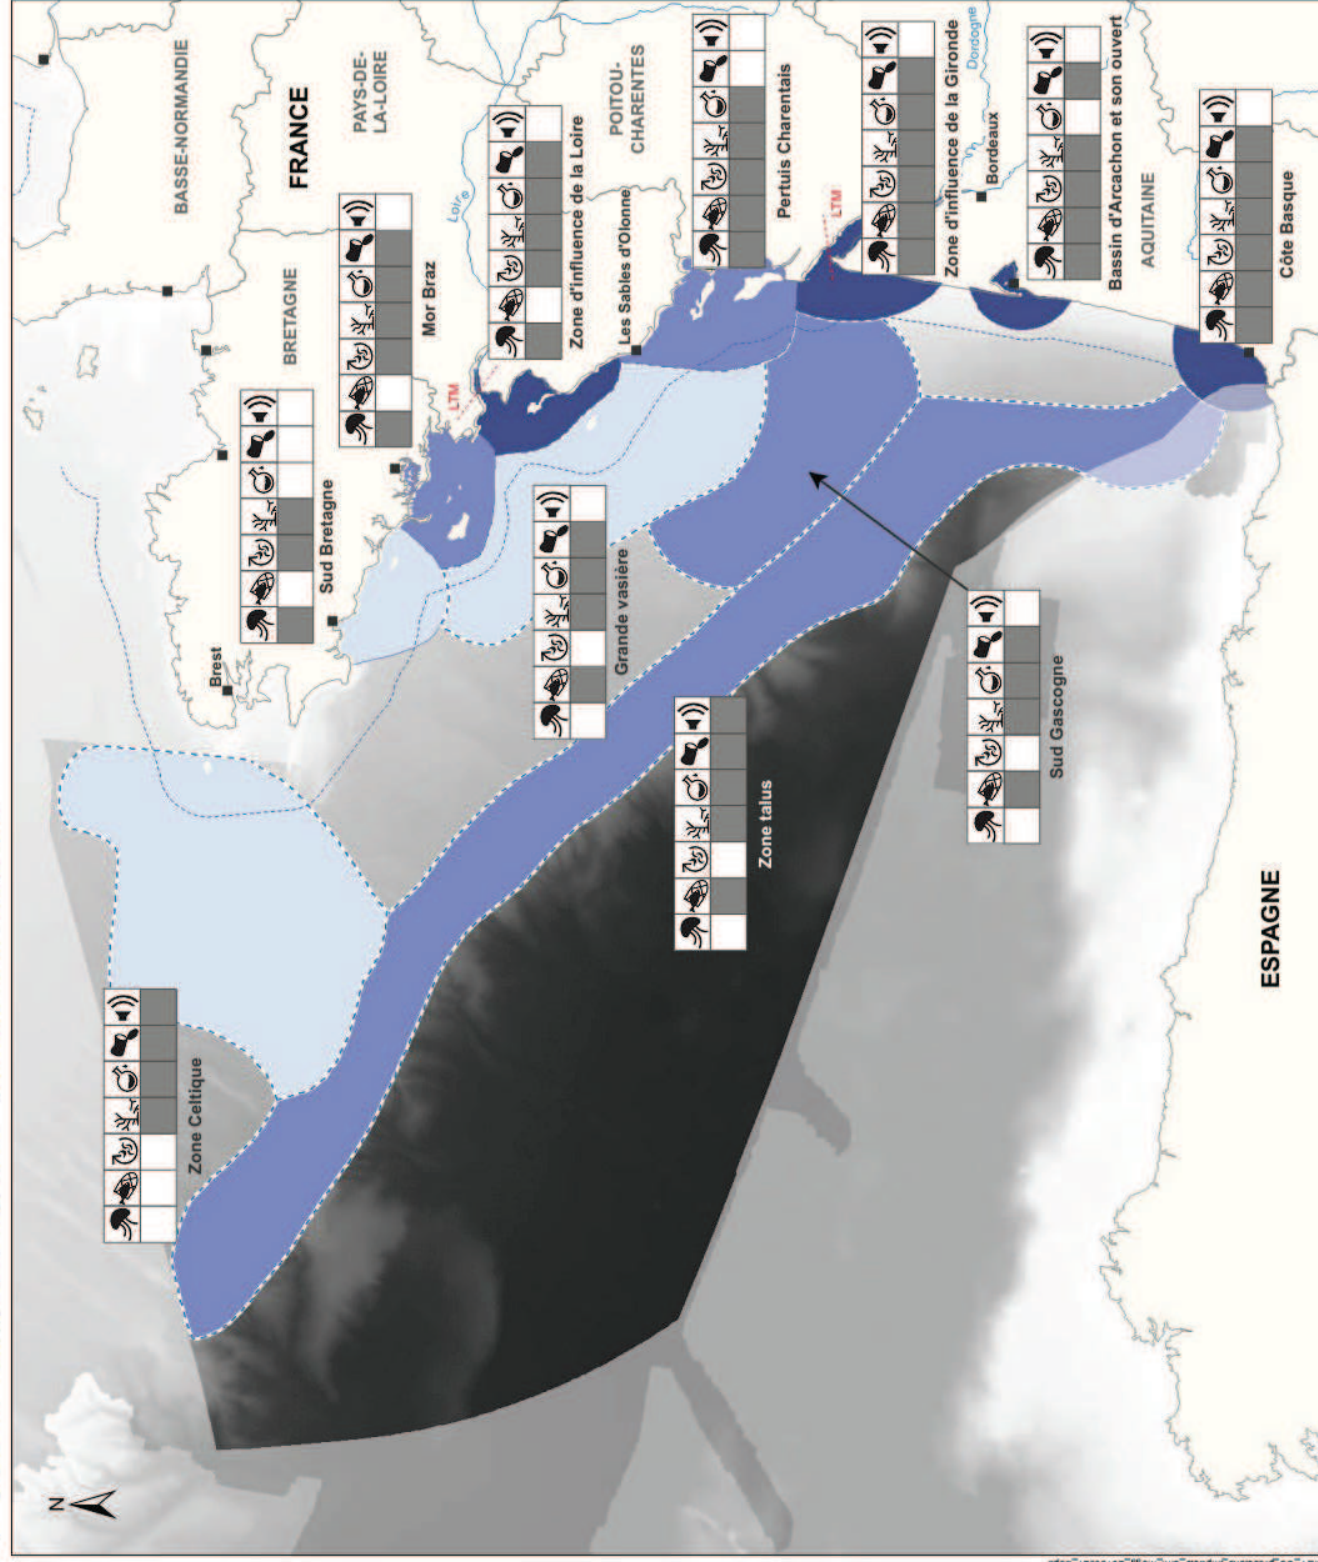 N
BASSE-NORMANDIE
FRANCE
PAYS-DE-
LA-LOIRE
BRETAGNE
Brest
Sud Bretagne
Mor Braz
LTM
Loire
Zone d'influence de la Loire
POITOU-
CHARENTES
Les Sables d'Olonne
Pertuis Charentais
LTM
Zone d'influence de la Gironde
Dordogne
Bordeaux
Bassin d'Arcachon et son ouvert
AQUITAINE
Côte Basque
Zone Celtique
Grande vasière
Zone talus
Sud Gascogne
ESPAGNE